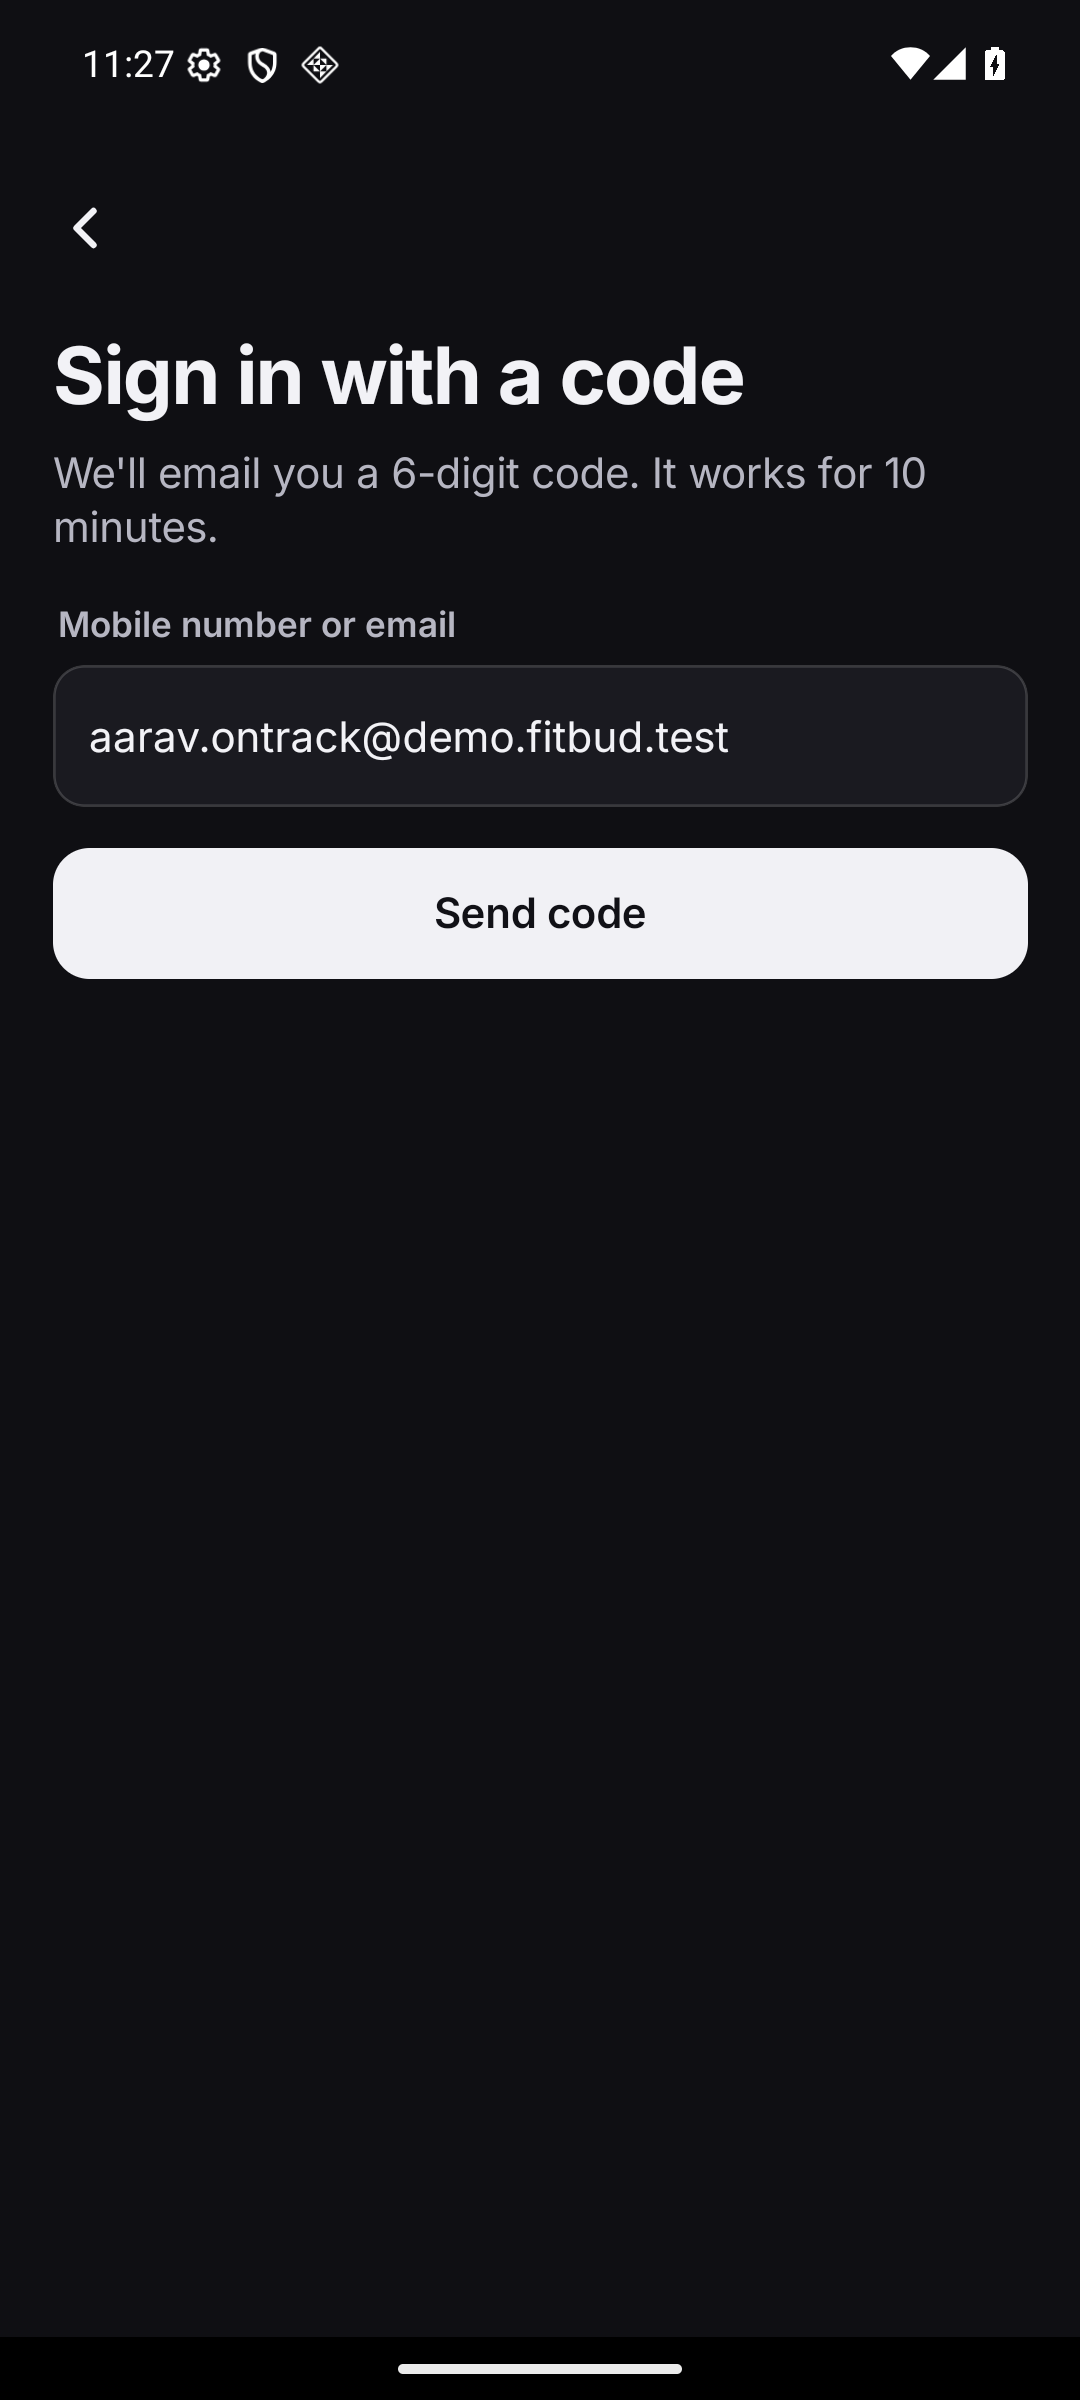 11:27
Sign in with a code
We'll email you a 6-digit code. It works for 10
minutes.
Mobile number or email
aarav.ontrack@demo.fitbud.test
Send code